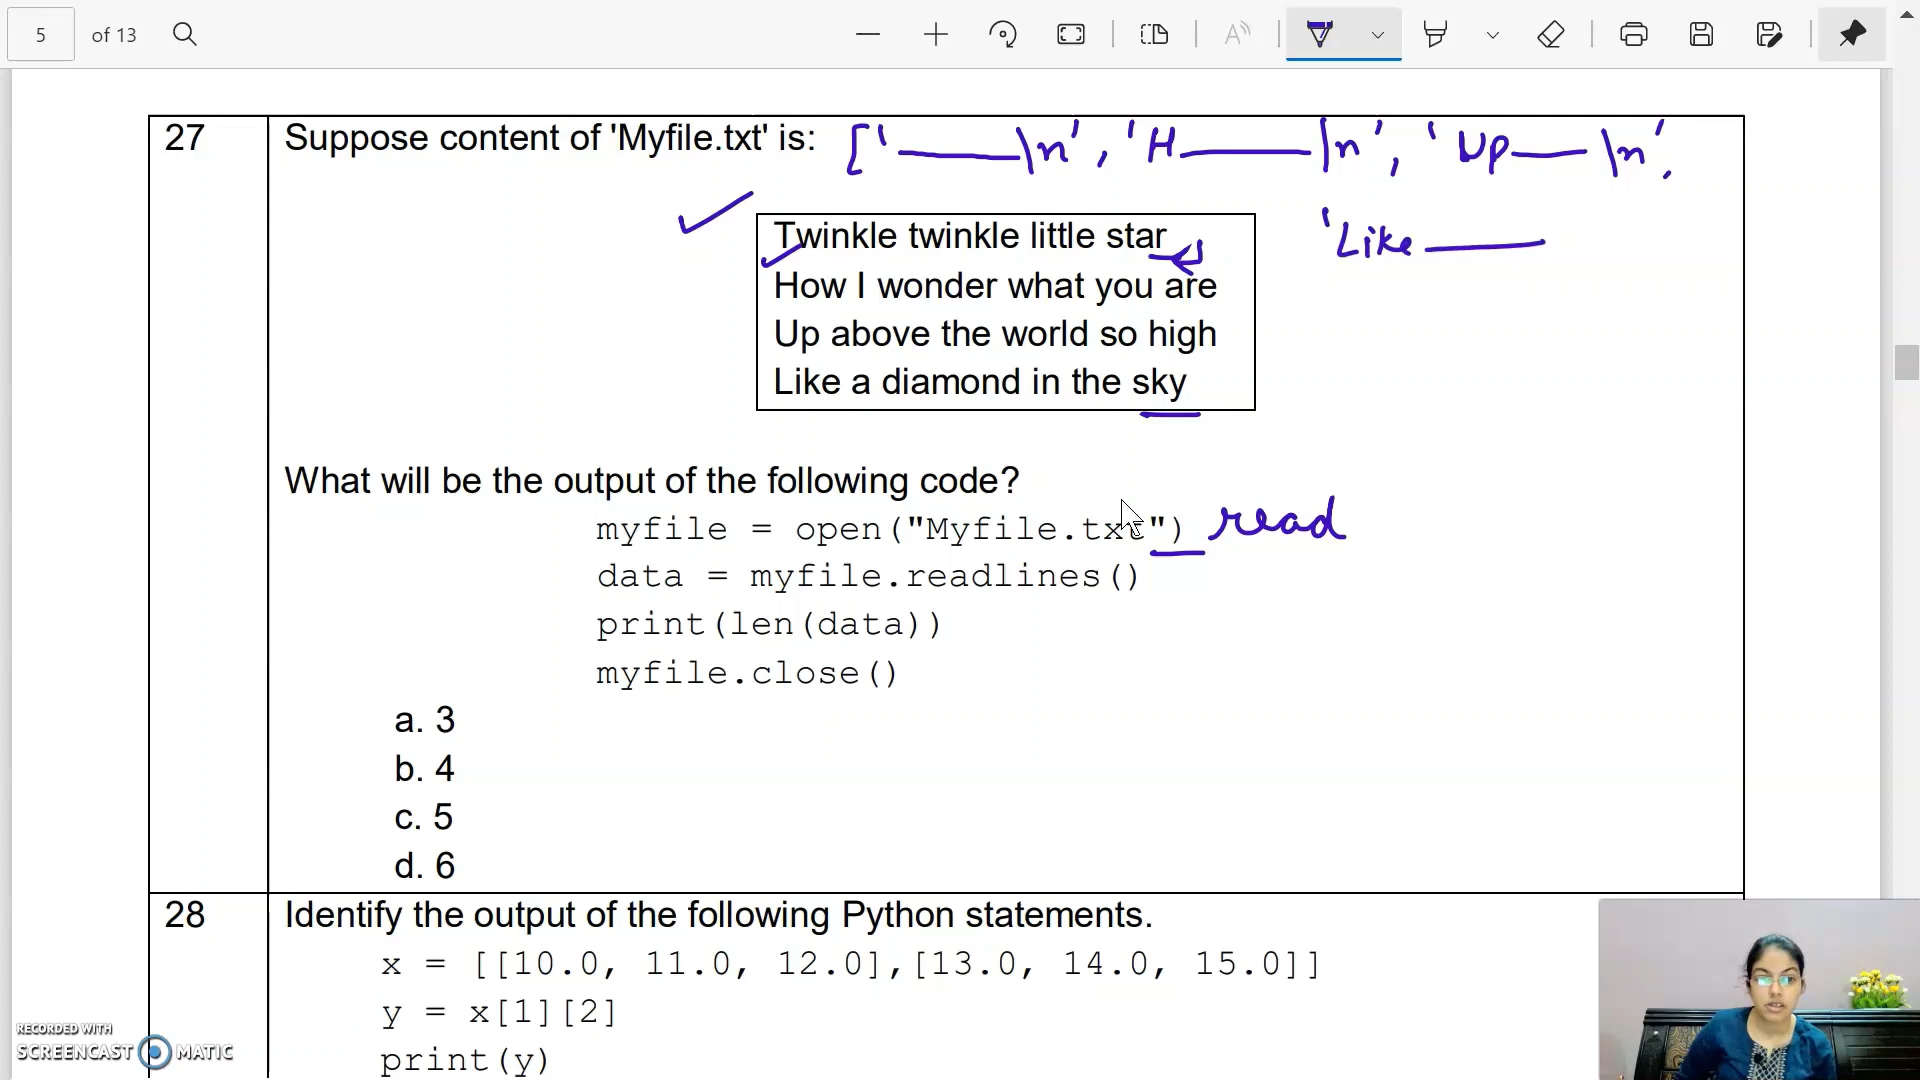 5 of 13
27 Suppose content of 'Myfile.txt' is: ['——\n', 'H——\n', 'Up——\n',
'Like ——
Twinkle twinkle little star
How I wonder what you are
Up above the world so high
Like a diamond in the sky
What will be the output of the following code?
myfile = open("Myfile.txt") read
data = myfile.readlines()
print(len(data))
myfile.close()
a. 3
b. 4
c. 5
d. 6
28 Identify the output of the following Python statements.
x = [[10.0, 11.0, 12.0],[13.0, 14.0, 15.0]]
y = x[1][2]
print(y)
RECORDED WITH
SCREENCAST MATIC